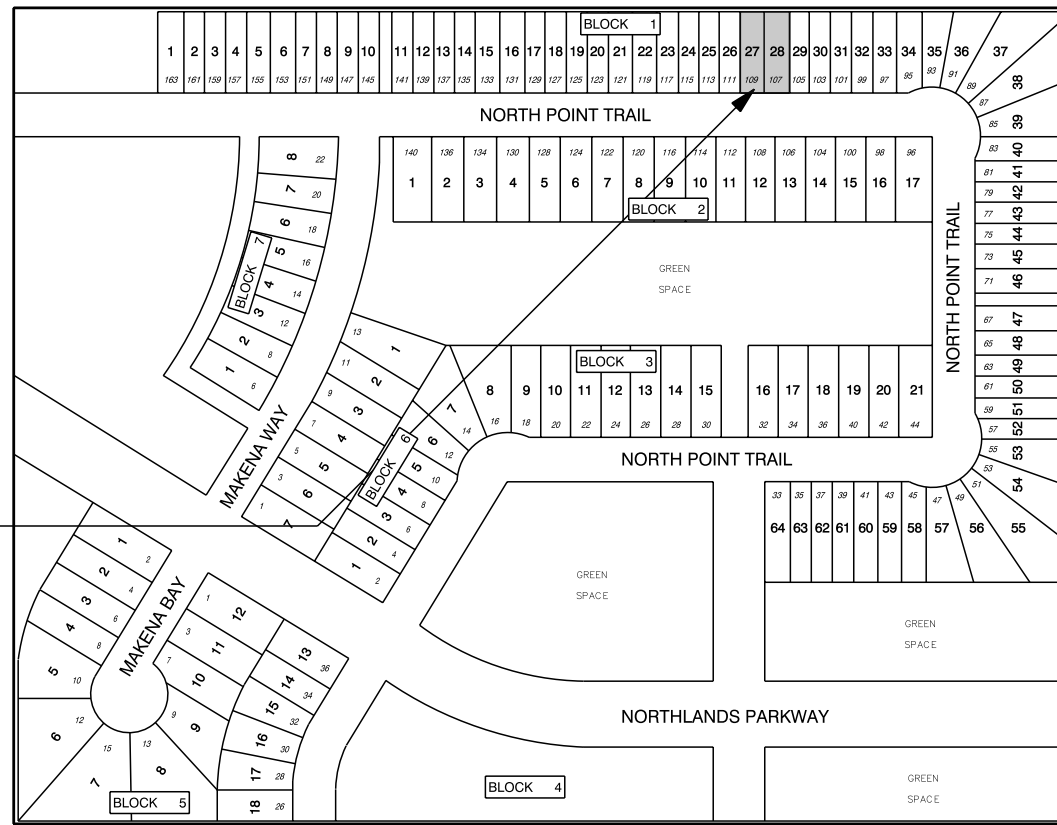 BLOCK 1
1 2 3 4 5 6 7 8 9 10 11 12 13 14 15 16 17 18 19 20 21 22 23 24 25 26 27 28 29 30 31 32 33 34 35 36 37
163 161 159 157 155 153 151 149 147 145 141 139 137 135 133 131 129 127 125 123 121 119 117 115 113 111 109 107 105 103 101 99 97 95 93 91 89
87 38
85 39
83 40
81 41
79 42
77 43
75 44
73 45
71 46
67 47
65 48
63 49
61 50
59 51
57 52
55 53
53 54
51 55
49 56
47 57
NORTH POINT TRAIL
140 136 134 130 128 124 122 120 116 114 112 108 106 104 100 98 96
1 2 3 4 5 6 7 8 9 10 11 12 13 14 15 16 17
BLOCK 2
NORTH POINT TRAIL
GREEN
SPACE
8 22
7 20
6 18
5 16
4 14
3 12
2 8
1 6
BLOCK 7
MAKENA WAY
13 1
11 2
9 3
7 4
5 5
3 6
1 7
BLOCK 6
BLOCK 3
8 9 10 11 12 13 14 15 16 17 18 19 20 21
16 18 20 22 24 26 28 30 32 34 36 40 42 44
7 14
6 12
5 10
4 8
3 6
2 4
1 2
NORTH POINT TRAIL
33 35 37 39 41 43 45
64 63 62 61 60 59 58
GREEN
SPACE
GREEN
SPACE
1 2
2 4
3 6
4 8
5 10
6 12
7 15
8 13
9 9
10 7
11 3
12 1
MAKENA BAY
13 36
14 34
15 32
16 30
17 28
18 26
BLOCK 5
NORTHLANDS PARKWAY
BLOCK 4
GREEN
SPACE